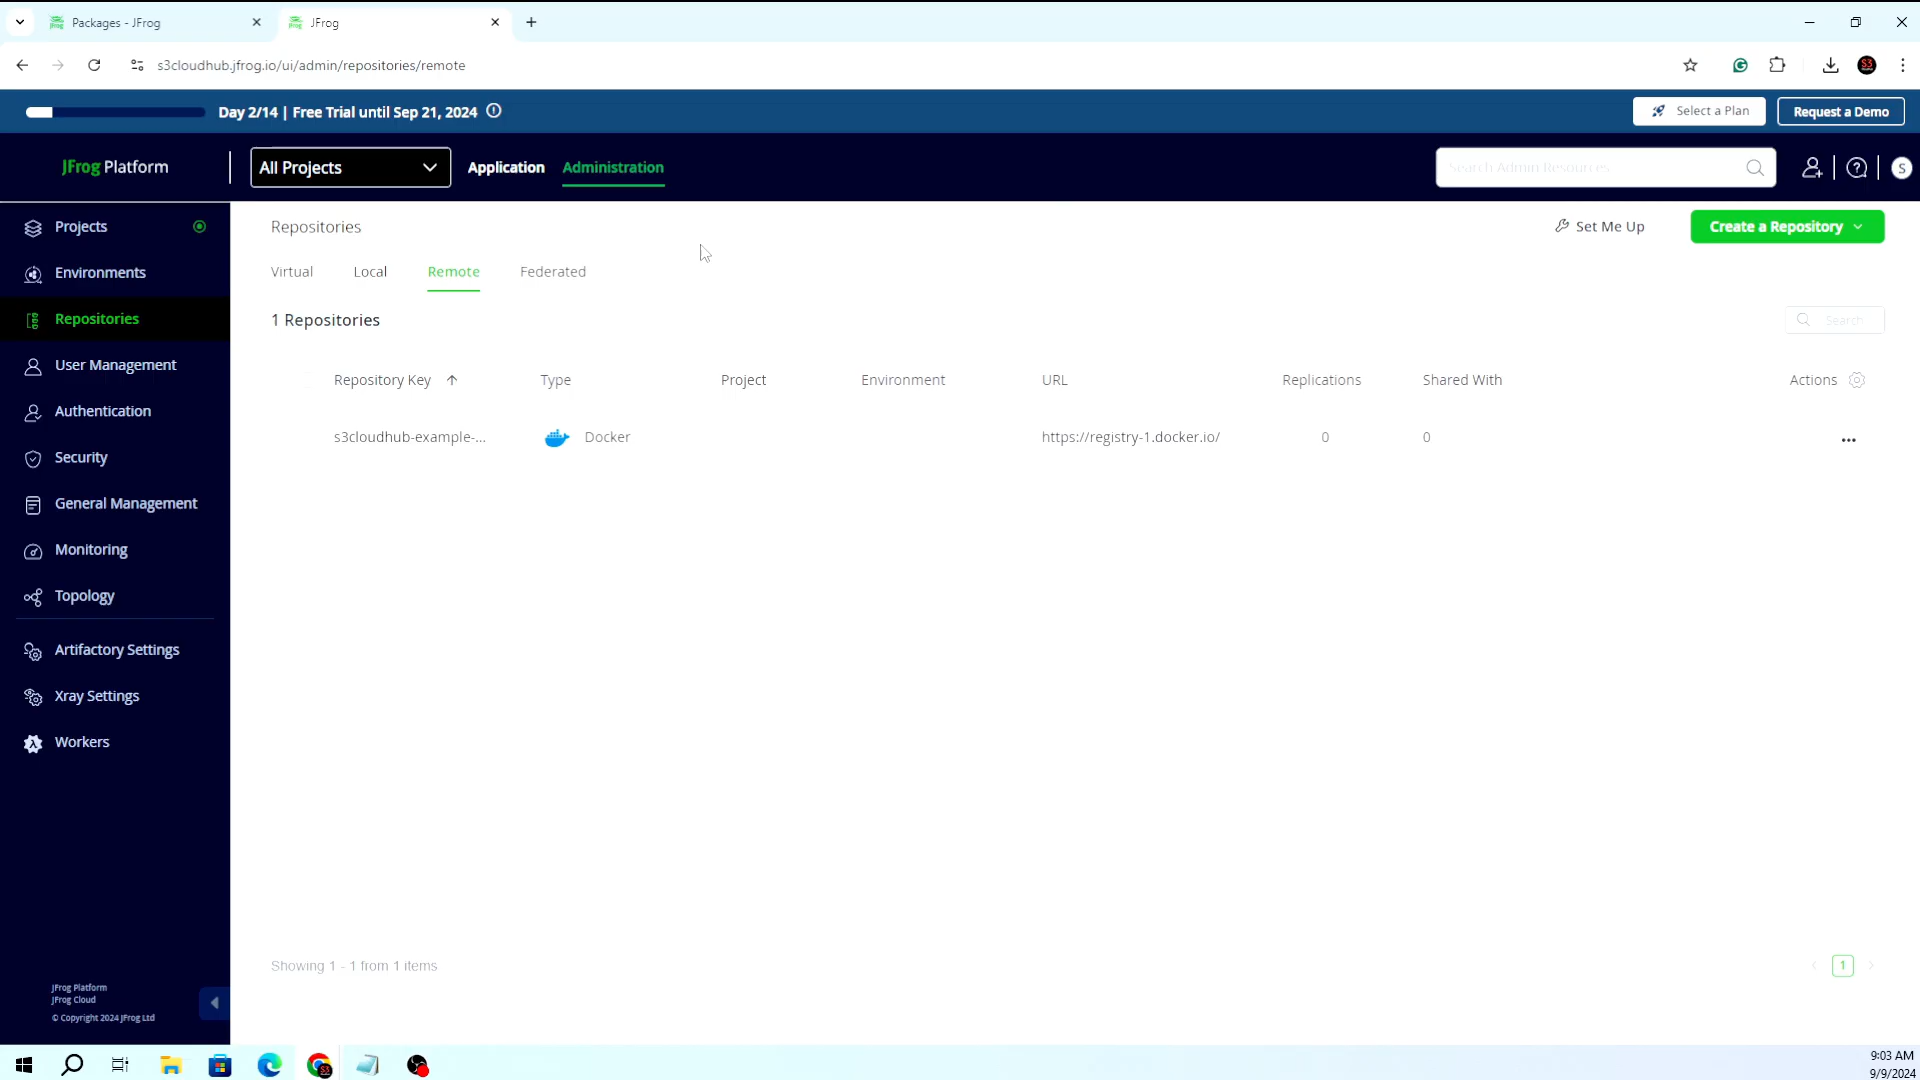 Packages - JFrog
JFrog
s3cloudhub.jfrog.io/ui/admin/repositories/remote
Day 2/14 | Free Trial until Sep 21, 2024
Select a Plan
Request a Demo
JFrog Platform
All Projects
Application
Administration
Search Admin Resources
S
Projects
Environments
Repositories
User Management
Authentication
Security
General Management
Monitoring
Topology
Artifactory Settings
Xray Settings
Workers
JFrog Platform
JFrog Cloud
© Copyright 2024 JFrog Ltd
Repositories
Set Me Up
Create a Repository
Virtual
Local
Remote
Federated
1 Repositories
Search
Repository Key
Type
Project
Environment
URL
Replications
Shared With
Actions
s3cloudhub-example-...
Docker
https://registry-1.docker.io/
0
0
Showing 1 - 1 from 1 items
1
9:03 AM
9/9/2024